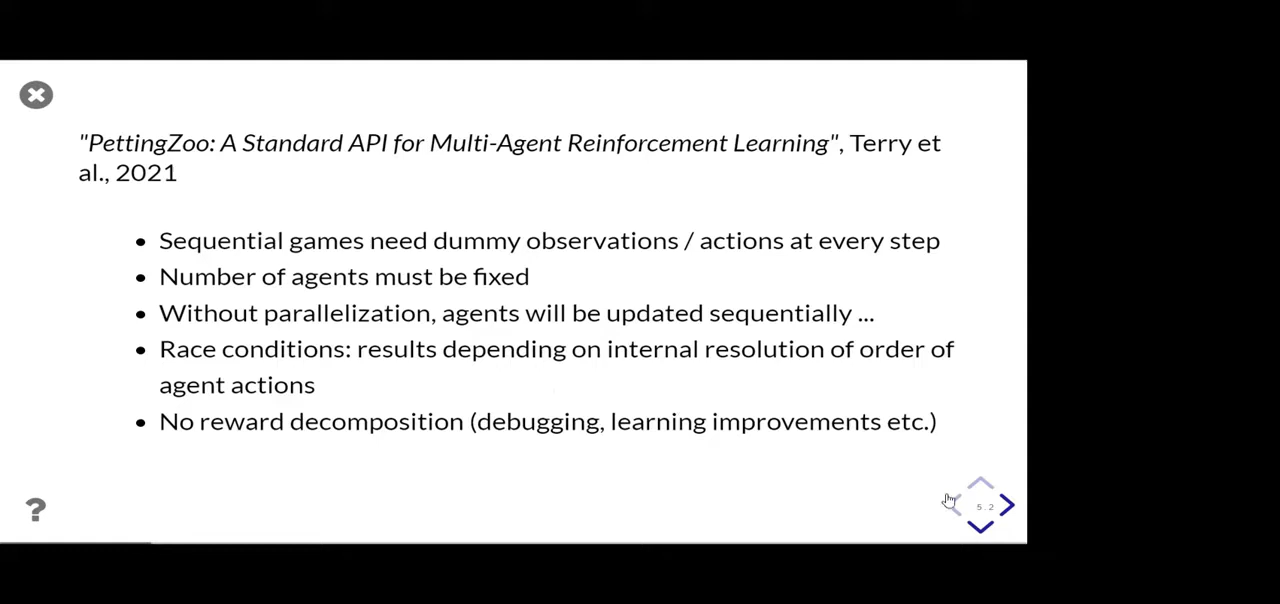 "PettingZoo: A Standard API for Multi-Agent Reinforcement Learning", Terry et
al., 2021
• Sequential games need dummy observations / actions at every step
• Number of agents must be fixed
• Without parallelization, agents will be updated sequentially ...
• Race conditions: results depending on internal resolution of order of
agent actions
• No reward decomposition (debugging, learning improvements etc.)
?
5.2